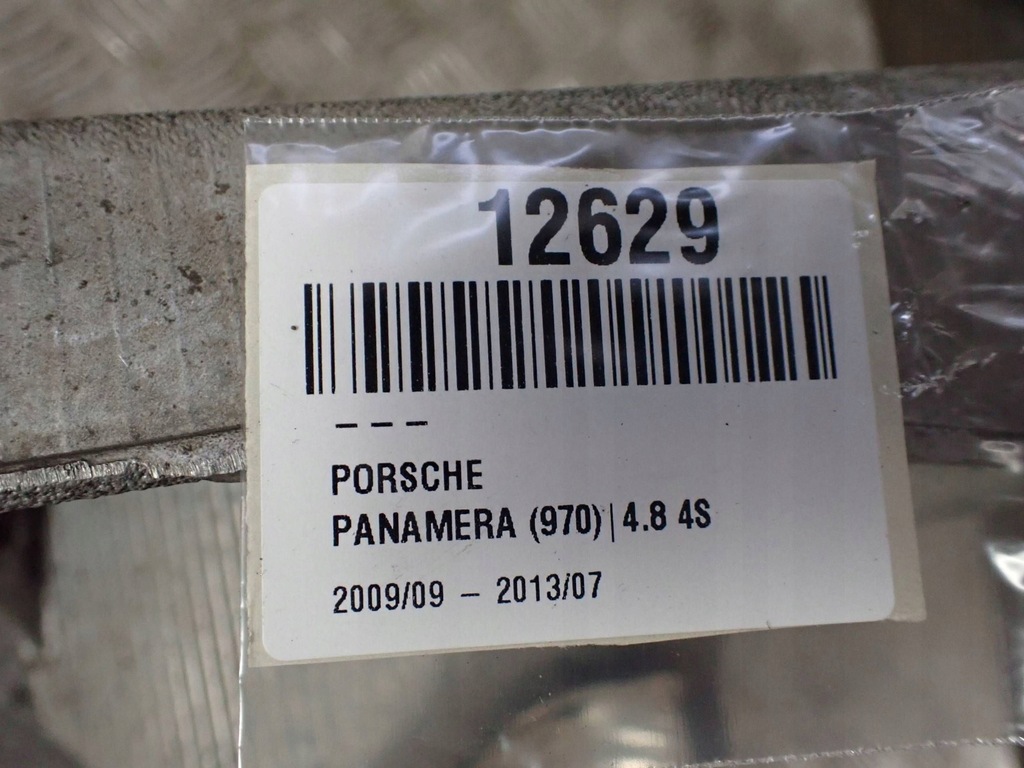 12629
– – –
PORSCHE
PANAMERA (970)|4.8 4S
2009/09 – 2013/07